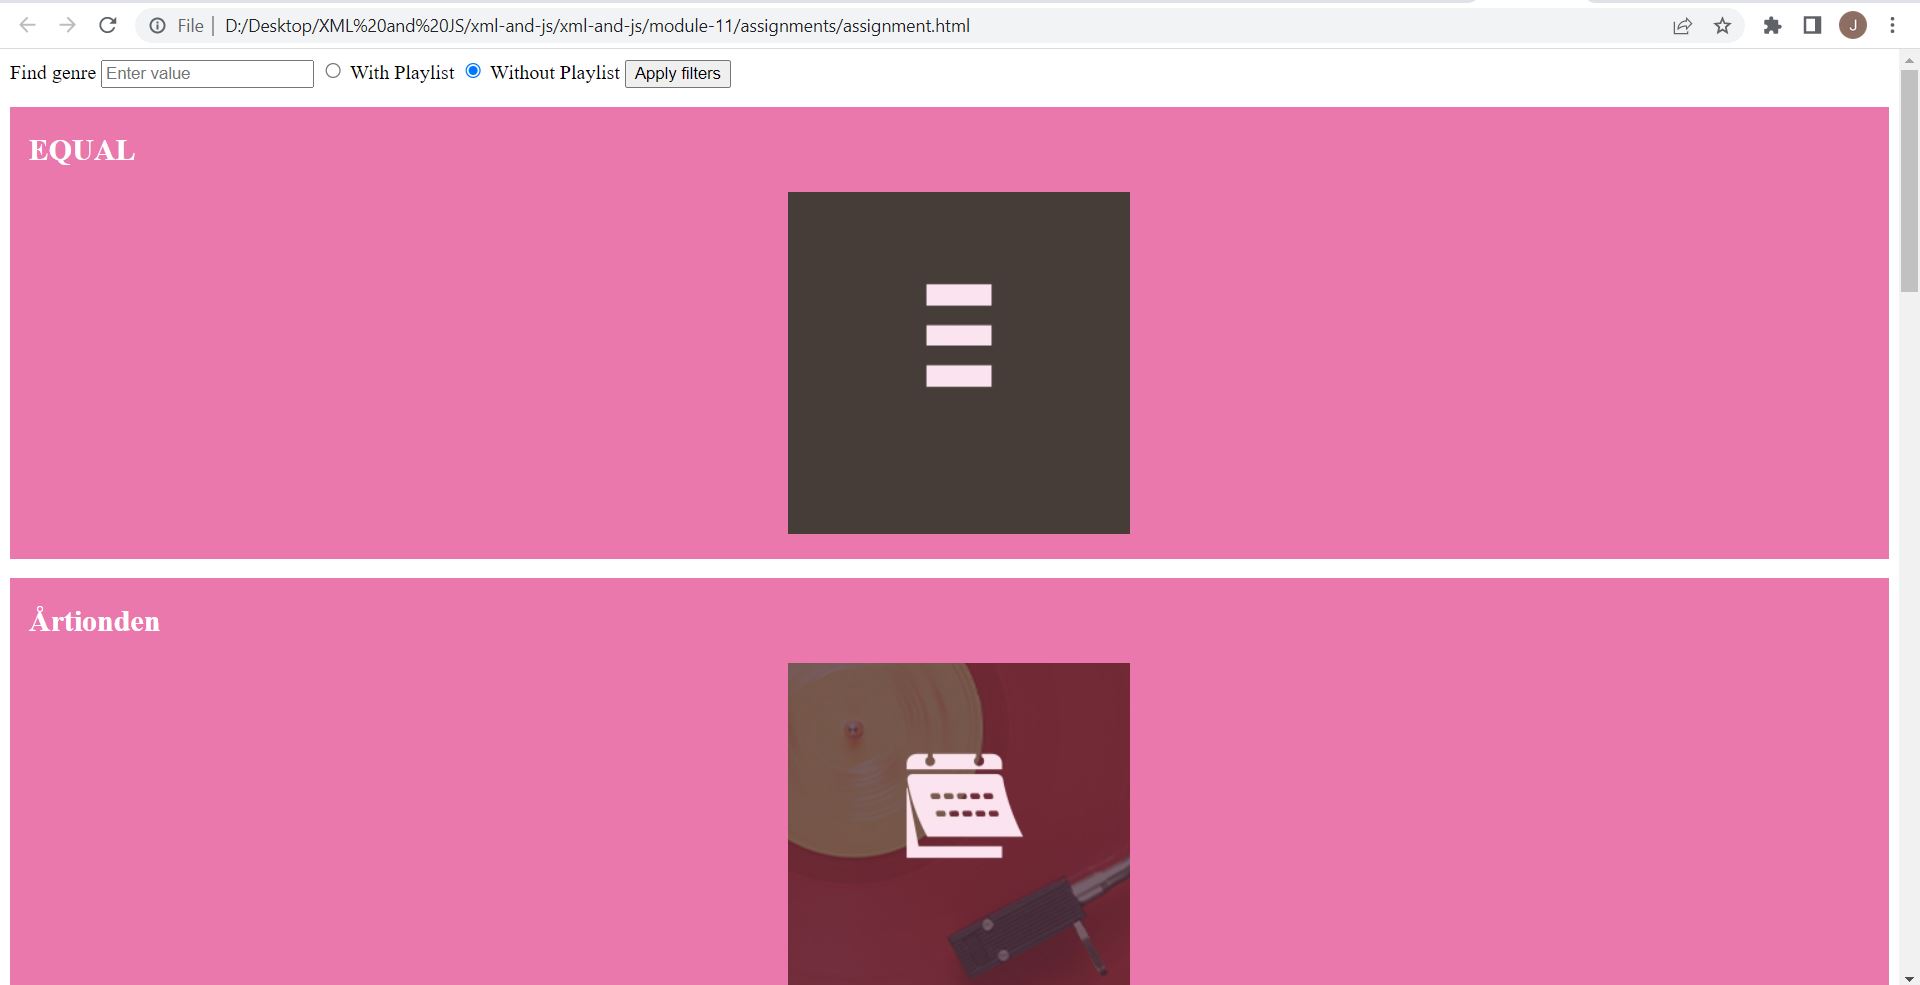 File | D:/Desktop/XML%20and%20JS/xml-and-js/xml-and-js/module-11/assignments/assignment.html
J
Find genre Enter value With Playlist Without Playlist Apply filters
EQUAL
Årtionden